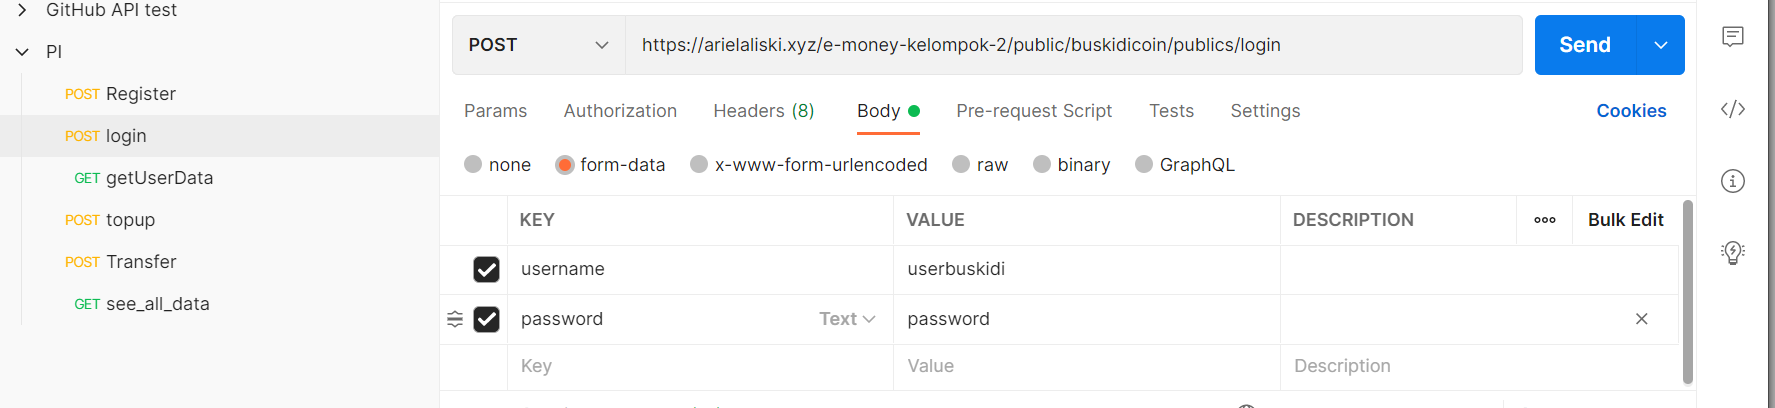 GitHub API test
PI
POST Register
POST login
GET getUserData
POST topup
POST Transfer
GET see_all_data
POST
https://arielaliski.xyz/e-money-kelompok-2/public/buskidicoin/publics/login
Send
Params Authorization Headers (8) Body Pre-request Script Tests Settings Cookies
none form-data x-www-form-urlencoded raw binary GraphQL
KEY VALUE DESCRIPTION Bulk Edit
username userbuskidi
password Text password
Key Value Description